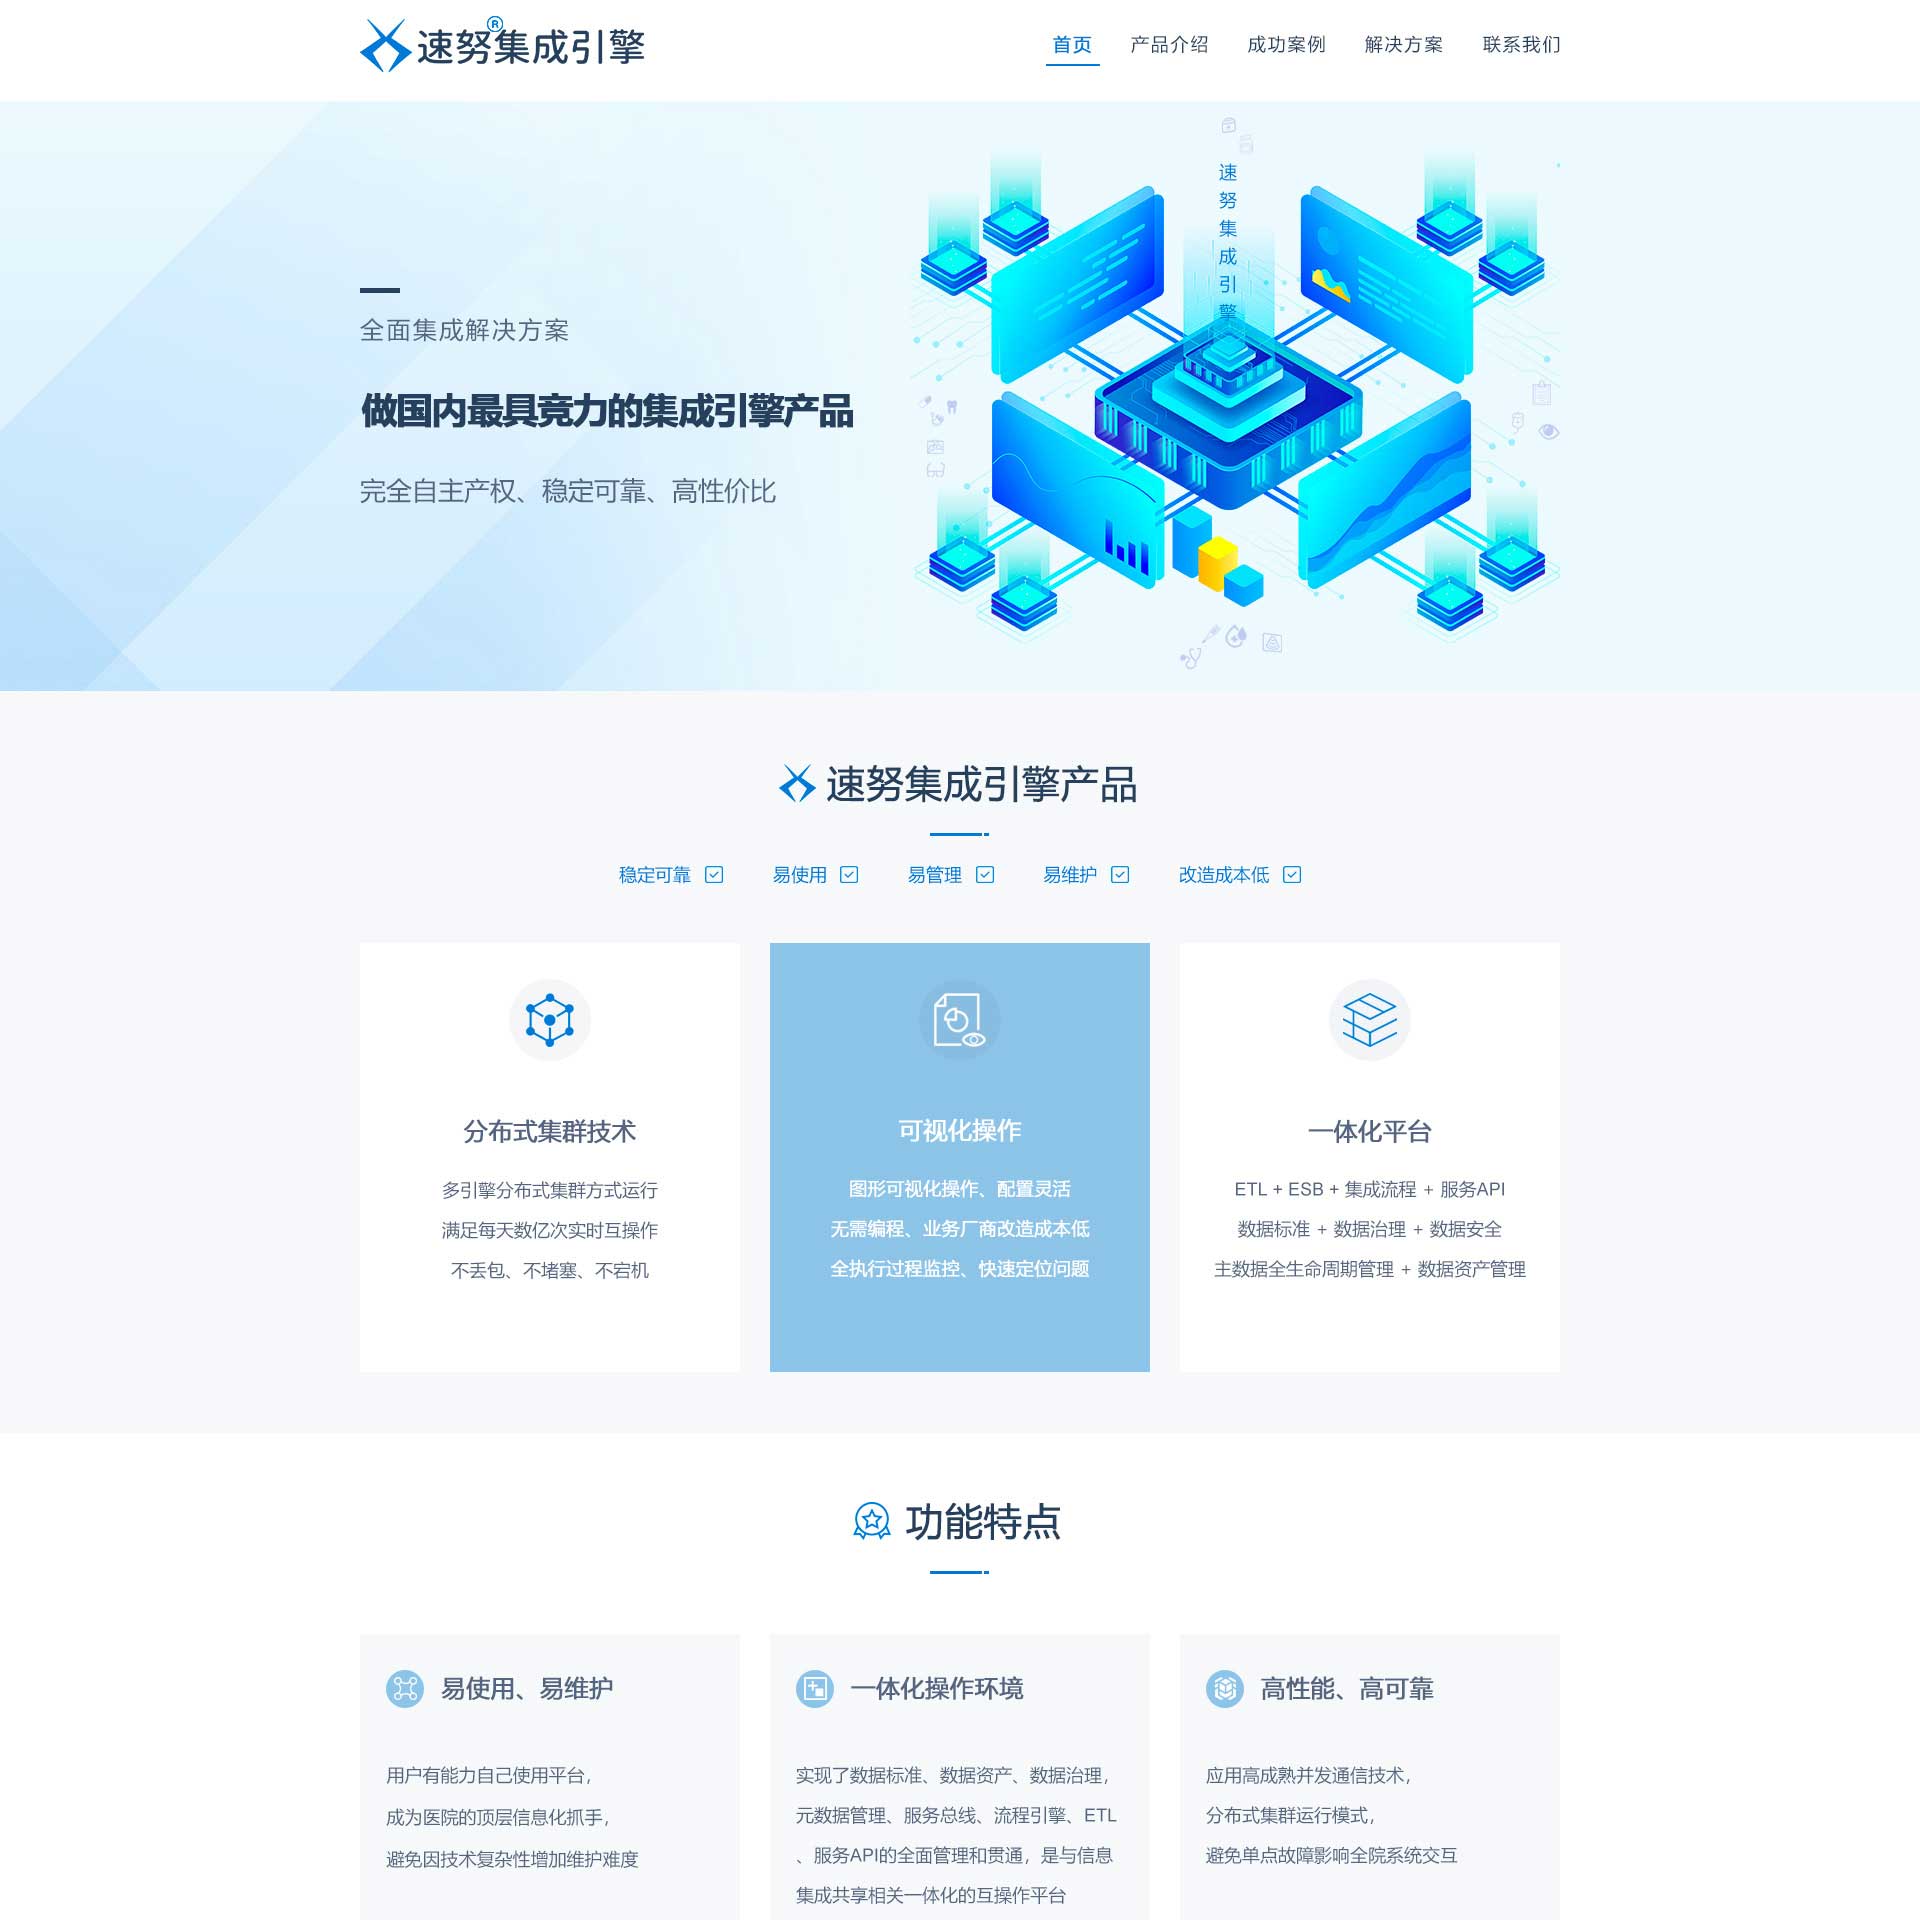 速努集成引擎®
首页
产品介绍
成功案例
解决方案
联系我们
速努集成引擎
全面集成解决方案
做国内最具竞力的集成引擎产品
完全自主产权、稳定可靠、高性价比
速努集成引擎产品
稳定可靠
易使用
易管理
易维护
改造成本低
分布式集群技术
多引擎分布式集群方式运行
满足每天数亿次实时互操作
不丢包、不堵塞、不宕机
可视化操作
图形可视化操作、配置灵活
无需编程、业务厂商改造成本低
全执行过程监控、快速定位问题
一体化平台
ETL + ESB + 集成流程 + 服务API
数据标准 + 数据治理 + 数据安全
主数据全生命周期管理 + 数据资产管理
功能特点
易使用、易维护
用户有能力自己使用平台，
成为医院的顶层信息化抓手，
避免因技术复杂性增加维护难度
一体化操作环境
实现了数据标准、数据资产、数据治理，
元数据管理、服务总线、流程引擎、ETL
、服务API的全面管理和贯通，是与信息
集成共享相关一体化的互操作平台
高性能、高可靠
应用高成熟并发通信技术，
分布式集群运行模式，
避免单点故障影响全院系统交互